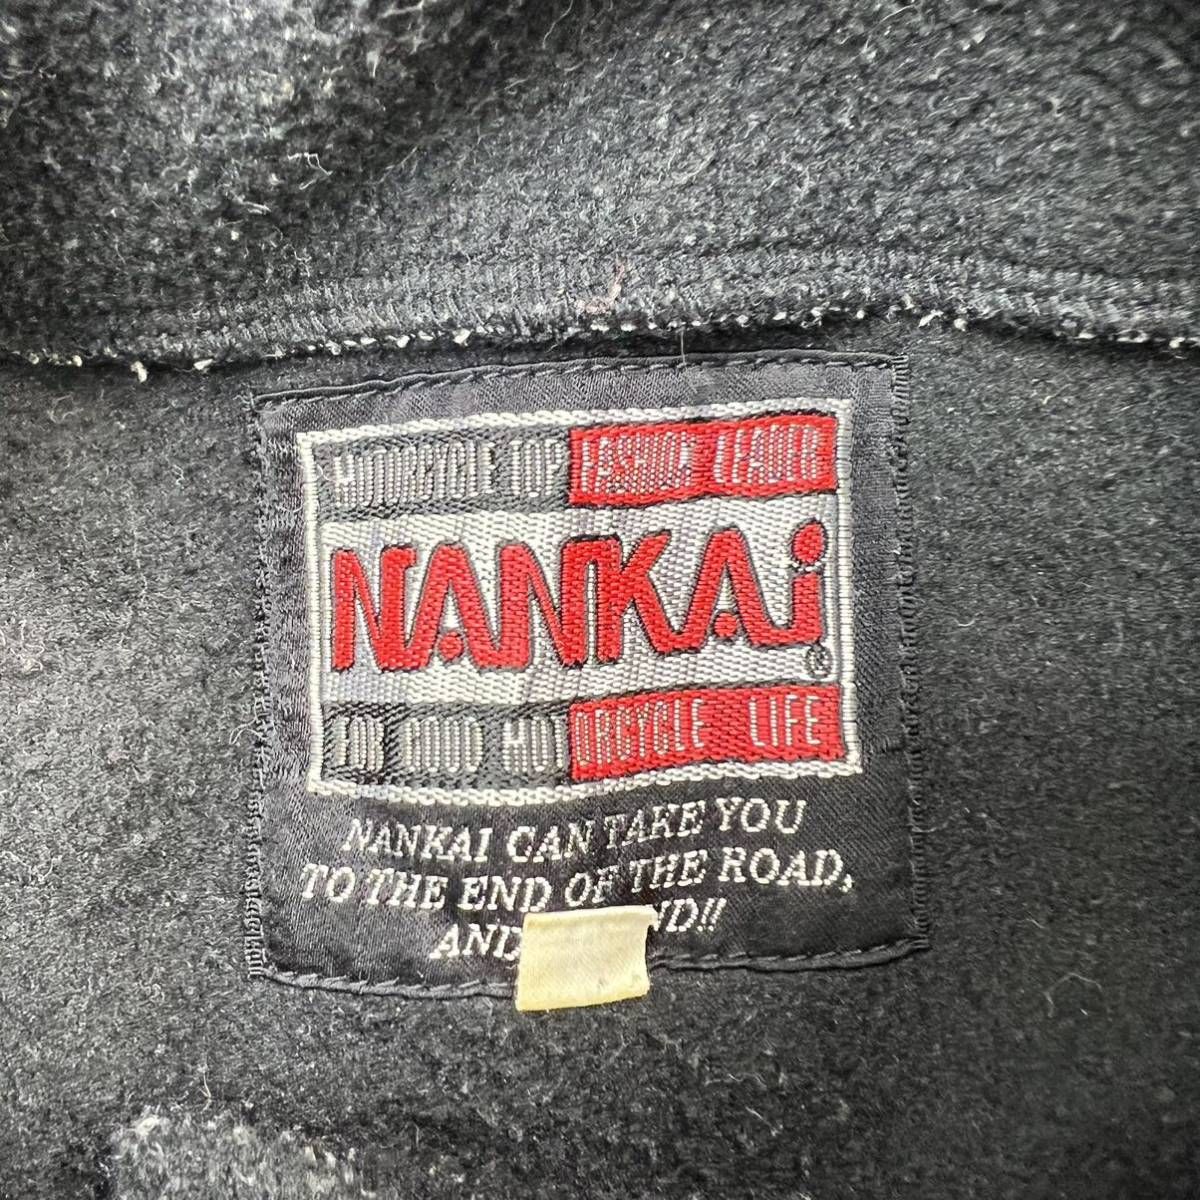 MOTORCYCLE TOP FASHION LEADER
NANKAi ®
FOR GOOD MOTORCYCLE LIFE
NANKAI CAN TAKE YOU
TO THE END OF THE ROAD,
AND